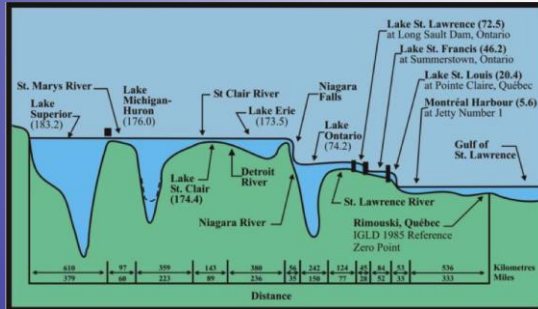 Lake St. Lawrence (72.5)
at Long Sault Dam, Ontario
Lake St. Francis (46.2)
at Summerstown, Ontario
Lake St. Louis (20.4)
at Pointe Claire, Québec
Montréal Harbour (5.6)
at Jetty Number 1
St. Marys River
Lake
Superior
(183.2)
Lake
Michigan-
Huron
(176.0)
St Clair River
Lake Erie
(173.5)
Niagara
Falls
Lake
Ontario
(74.2)
Gulf of
St. Lawrence
Lake
St. Clair
(174.4)
Detroit
River
Niagara River
St. Lawrence River
Rimouski, Québec
IGLD 1985 Reference
Zero Point
610 97 359 143 380 56 242 124 45 84 53 536 Kilometres
379 60 223 89 236 35 150 77 28 52 33 333 Miles
Distance